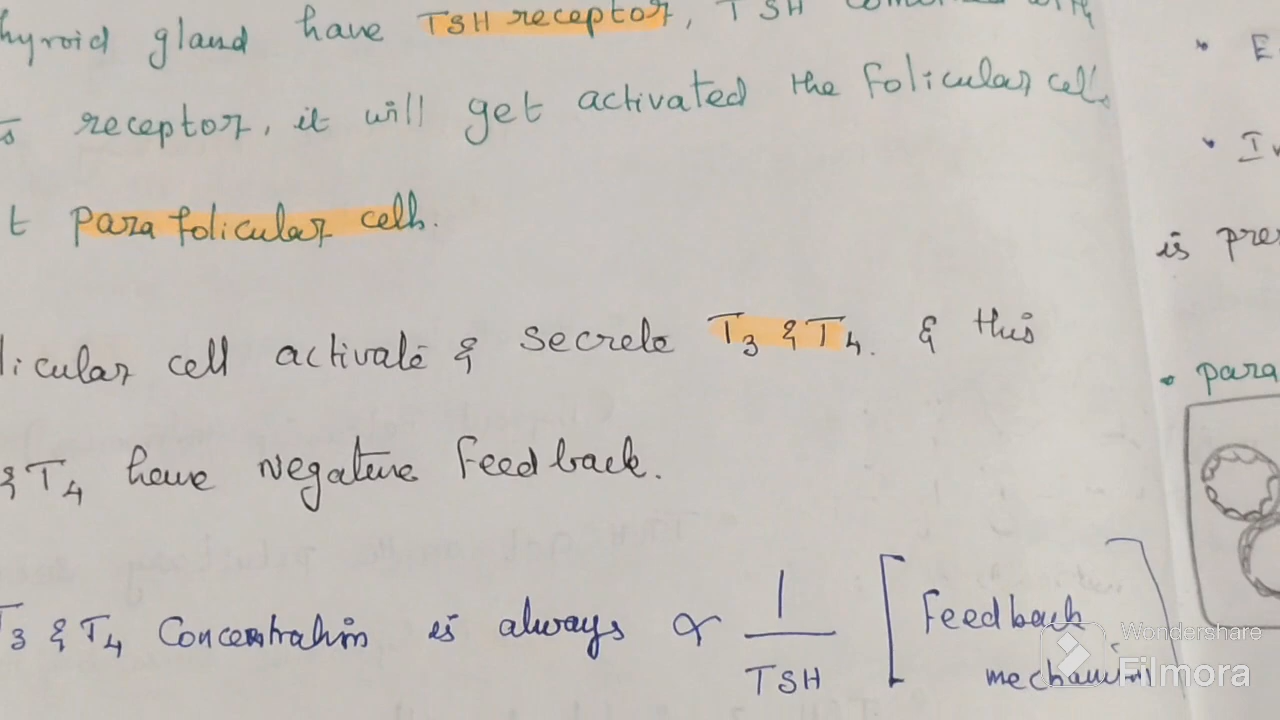 hyroid gland have TSH receptor, TSH
receptor, it will get activated the folicular cells
t para folicular cells.
licular cell activate & secrete T3 & T4. & this
& T4 have negative feedback.
T3 & T4 Concentration is always ∝ 1/TSH [Feedback mechanism]
• E
• In
is pre
• para
Wondershare
Filmora